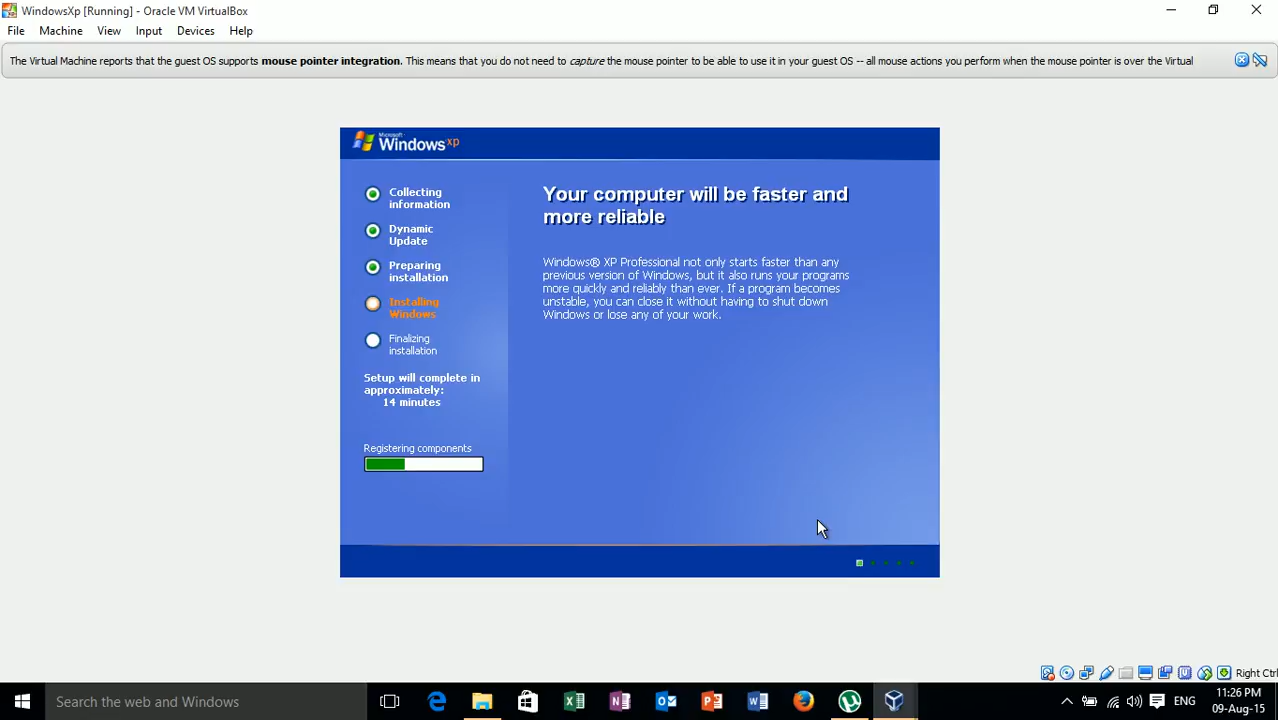 WindowsXp [Running] - Oracle VM VirtualBox
File Machine View Input Devices Help
The Virtual Machine reports that the guest OS supports mouse pointer integration. This means that you do not need to capture the mouse pointer to be able to use it in your guest OS -- all mouse actions you perform when the mouse pointer is over the Virtual
Microsoft
Windows xp
Collecting
information
Dynamic
Update
Preparing
installation
Installing
Windows
Finalizing
installation
Setup will complete in
approximately:
14 minutes
Registering components
Your computer will be faster and
more reliable
Windows® XP Professional not only starts faster than any
previous version of Windows, but it also runs your programs
more quickly and reliably than ever. If a program becomes
unstable, you can close it without having to shut down
Windows or lose any of your work.
Right Ctrl
Search the web and Windows
ENG
11:26 PM
09-Aug-15